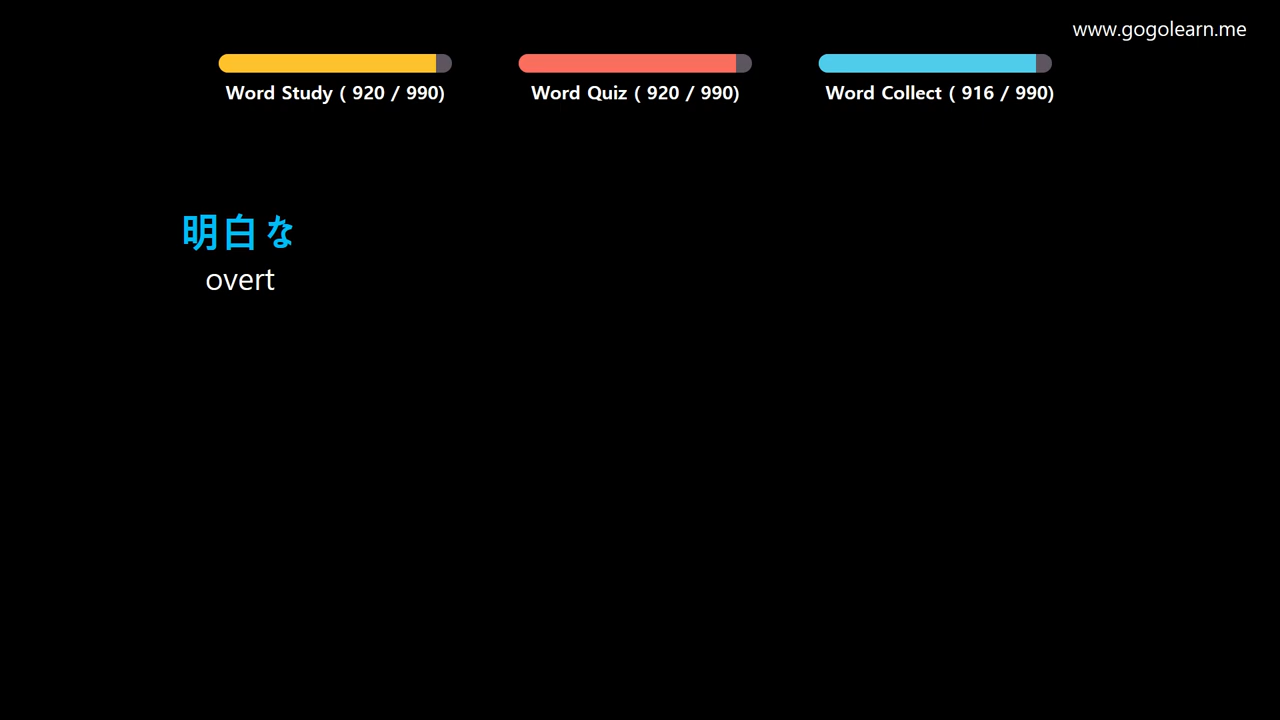 www.gogolearn.me
Word Study ( 920 / 990)
Word Quiz ( 920 / 990)
Word Collect ( 916 / 990)
明白な
overt